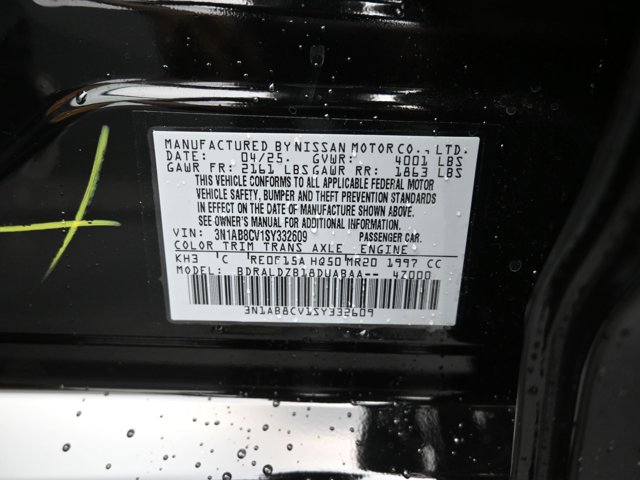 MANUFACTURED BY NISSAN MOTOR CO., LTD.
DATE: 04/25. GVWR: 4001 LBS
GAWR FR: 2161 LBS GAWR RR: 1863 LBS
THIS VEHICLE CONFORMS TO ALL APPLICABLE FEDERAL MOTOR
VEHICLE SAFETY, BUMPER AND THEFT PREVENTION STANDARDS
IN EFFECT ON THE DATE OF MANUFACTURE SHOWN ABOVE.
SEE OWNER'S MANUAL FOR ADDITIONAL INFORMATION.
VIN: 3N1AB8CV1SY332609 PASSENGER CAR.
COLOR TRIM TRANS AXLE ENGINE
KH3 C RE0F15A HQ50 MR20 1997 CC
MODEL: BDRALDZB18DUABAA-- 4Z000
3N1AB8CV1SY332609